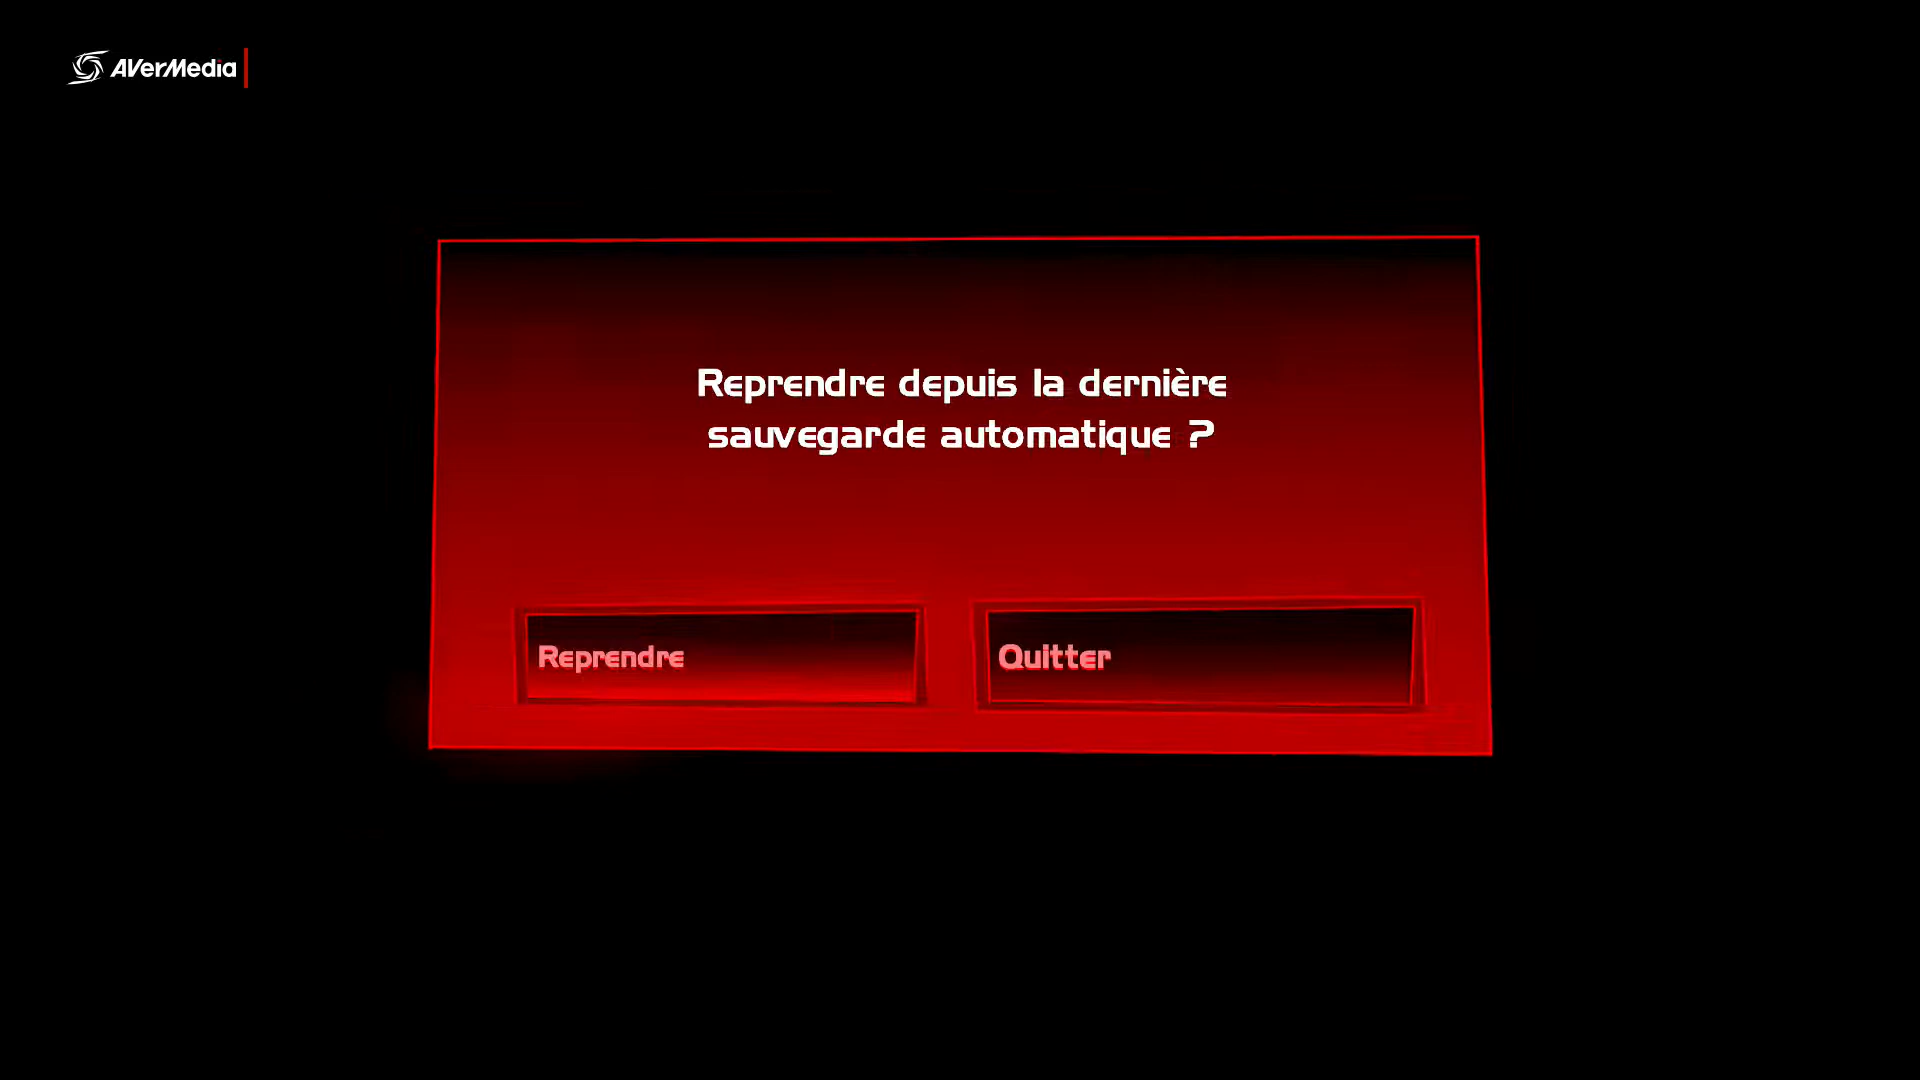 AVerMedia
Reprendre depuis la dernière
sauvegarde automatique ?
Reprendre
Quitter